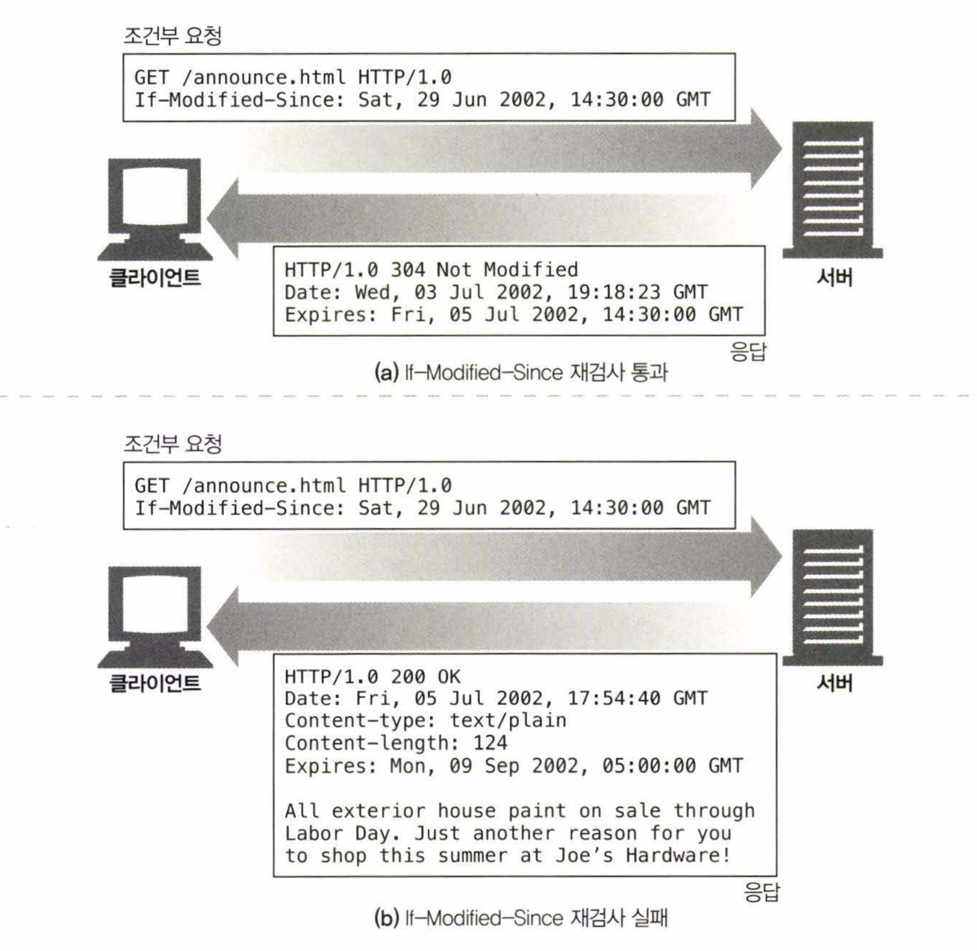 조건부 요청
GET /announce.html HTTP/1.0
If-Modified-Since: Sat, 29 Jun 2002, 14:30:00 GMT
클라이언트
서버
HTTP/1.0 304 Not Modified
Date: Wed, 03 Jul 2002, 19:18:23 GMT
Expires: Fri, 05 Jul 2002, 14:30:00 GMT
응답
(a) If-Modified-Since 재검사 통과
조건부 요청
GET /announce.html HTTP/1.0
If-Modified-Since: Sat, 29 Jun 2002, 14:30:00 GMT
클라이언트
서버
HTTP/1.0 200 OK
Date: Fri, 05 Jul 2002, 17:54:40 GMT
Content-type: text/plain
Content-length: 124
Expires: Mon, 09 Sep 2002, 05:00:00 GMT
All exterior house paint on sale through
Labor Day. Just another reason for you
to shop this summer at Joe's Hardware!
응답
(b) If-Modified-Since 재검사 실패